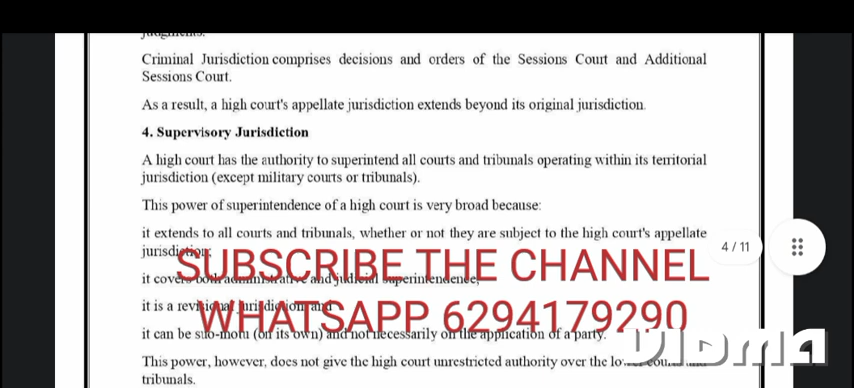 judgments.
Criminal Jurisdiction comprises decisions and orders of the Sessions Court and Additional
Sessions Court.
As a result, a high court's appellate jurisdiction extends beyond its original jurisdiction.
4. Supervisory Jurisdiction
A high court has the authority to superintend all courts and tribunals operating within its territorial
jurisdiction (except military courts or tribunals).
This power of superintendence of a high court is very broad because:
it extends to all courts and tribunals, whether or not they are subject to the high court's appellate
jurisdiction;
4 / 11
SUBSCRIBE THE CHANNEL
it covers both administrative and judicial superintendence;
it is a revisional jurisdiction; and
WHATSAPP 6294179290
it can be suo-motu (on its own) and not necessarily on the application of a party.
VIDMA
This power, however, does not give the high court unrestricted authority over the lower courts and
tribunals.